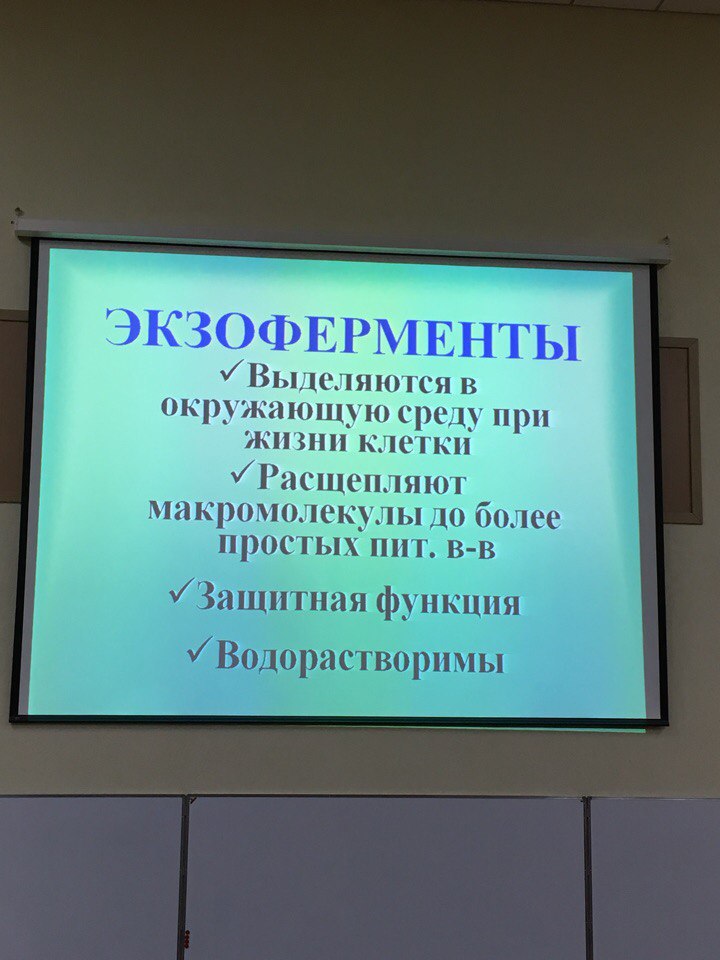 ЭКЗОФЕРМЕНТЫ
✓Выделяются в
окружающую среду при
жизни клетки
✓Расщепляют
макромолекулы до более
простых пит. в-в
✓Защитная функция
✓Водорастворимы